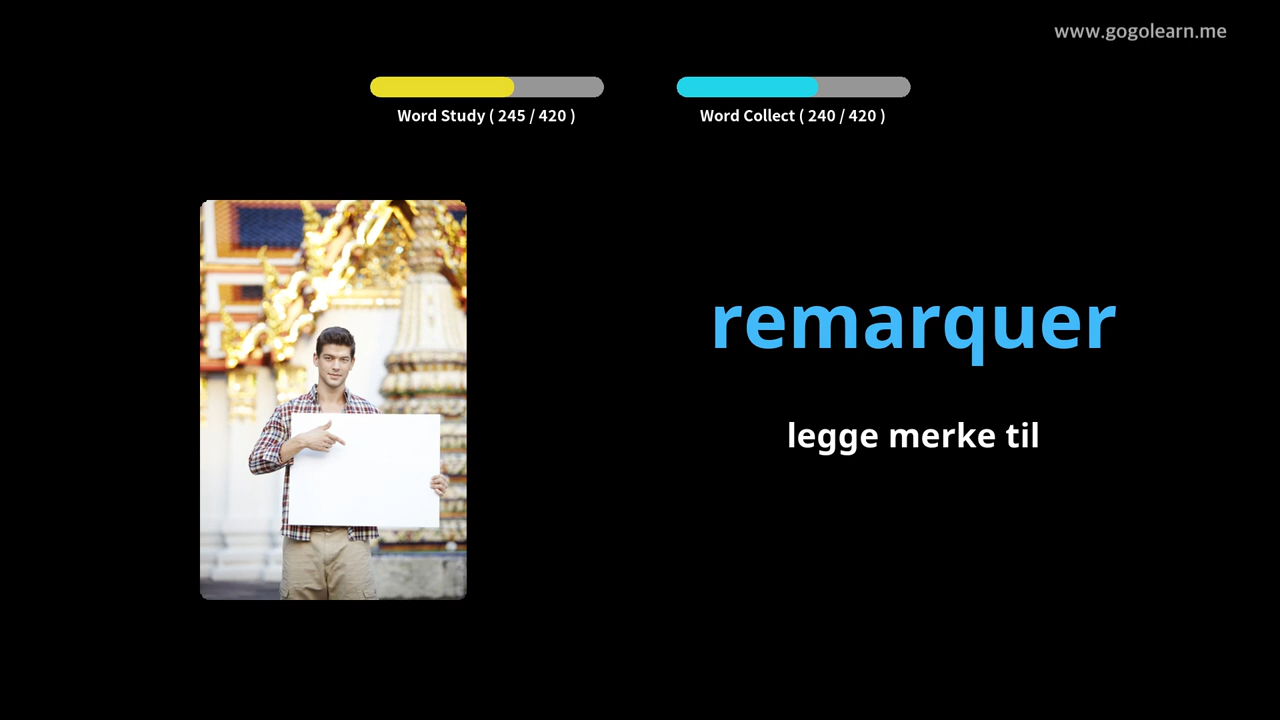 www.gogolearn.me
Word Study ( 245 / 420 )
Word Collect ( 240 / 420 )
remarquer
legge merke til